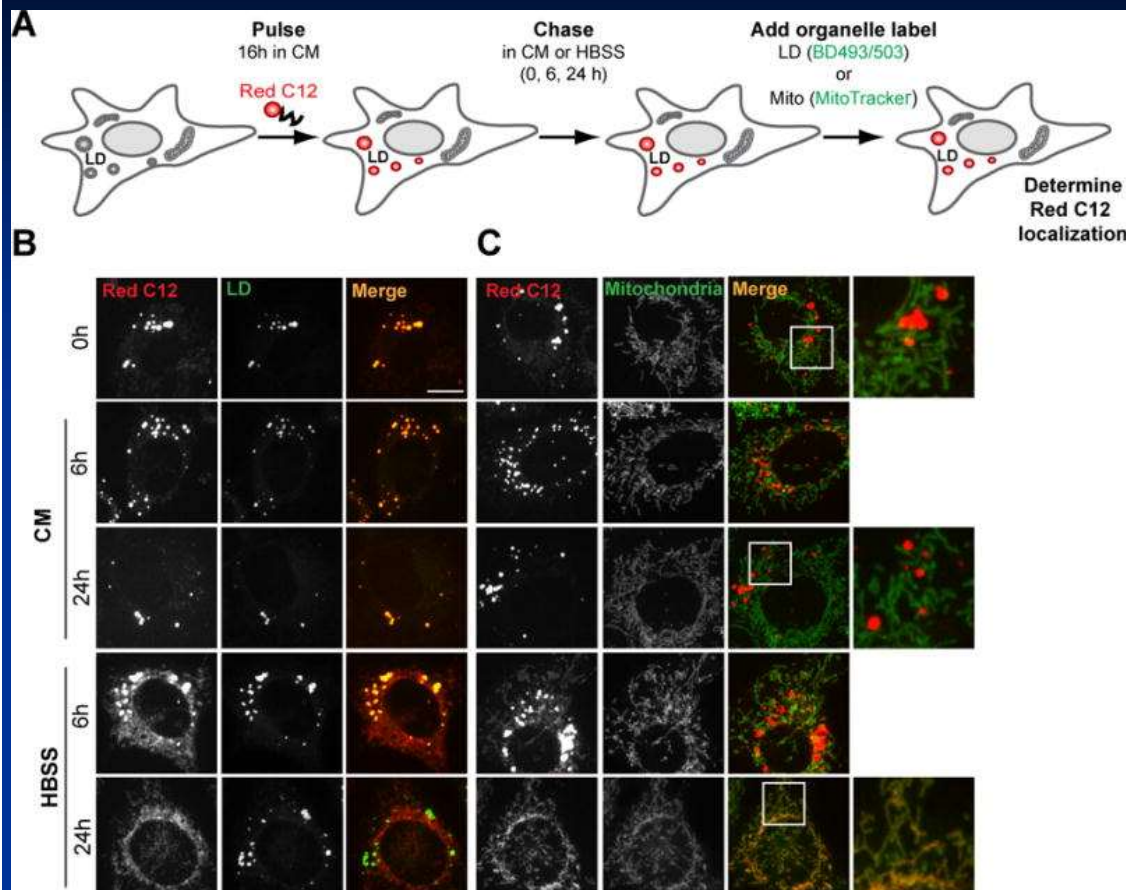 A
Pulse
16h in CM
Red C12
Chase
in CM or HBSS
(0, 6, 24 h)
Add organelle label
LD (BD493/503)
or
Mito (MitoTracker)
LD
LD
LD
LD
Determine
Red C12
localization
B
C
Red C12
LD
Merge
Red C12
Mitochondria
Merge
0h
CM
6h
24h
HBSS
6h
24h